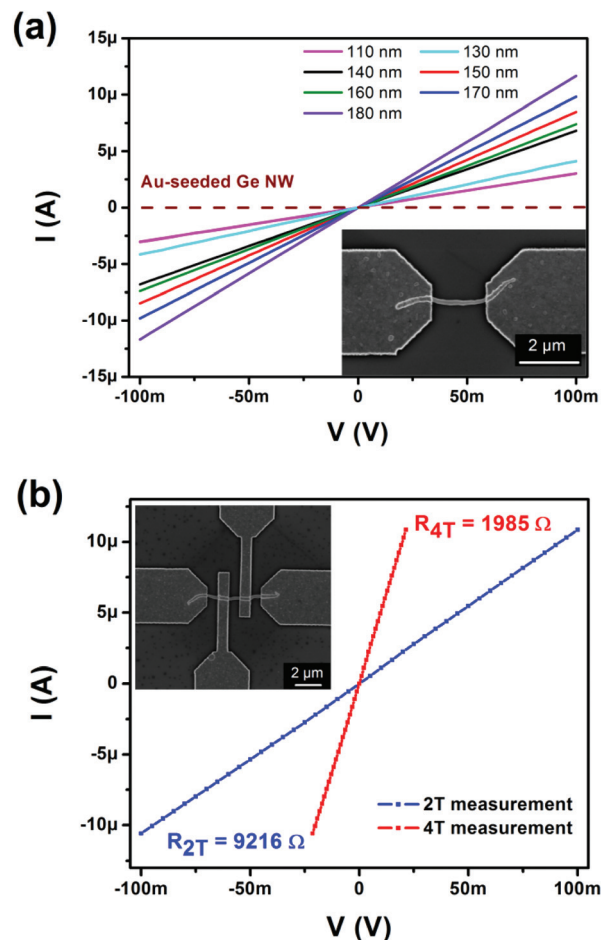 (a)
15µ
10µ
5µ
0
-5µ
-10µ
-15µ
I (A)
110 nm 130 nm
140 nm 150 nm
160 nm 170 nm
180 nm
Au-seeded Ge NW
2 µm
-100m -50m 0 50m 100m
V (V)
(b)
10µ
5µ
0
-5µ
-10µ
I (A)
R4T = 1985 Ω
2 µm
2T measurement
4T measurement
R2T = 9216 Ω
-100m -50m 0 50m 100m
V (V)